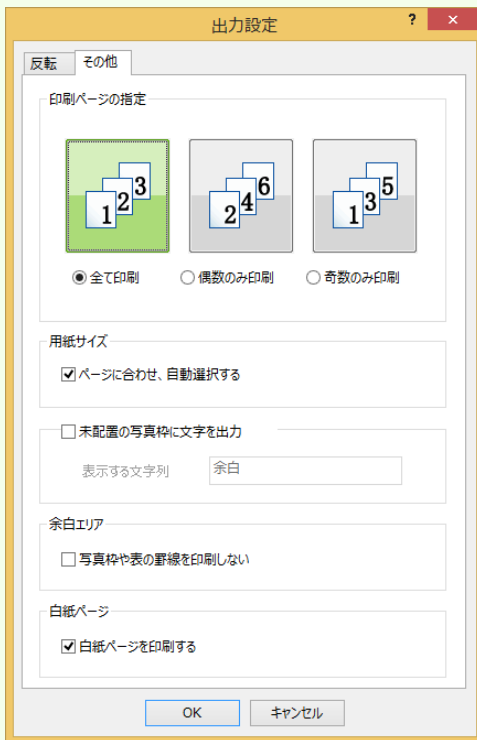 出力設定
?
×
反転
その他
印刷ページの指定
1 2 3
2 4 6
1 3 5
全て印刷
偶数のみ印刷
奇数のみ印刷
用紙サイズ
ページに合わせ、自動選択する
未配置の写真枠に文字を出力
表示する文字列
余白
余白エリア
写真枠や表の罫線を印刷しない
白紙ページ
白紙ページを印刷する
OK
キャンセル